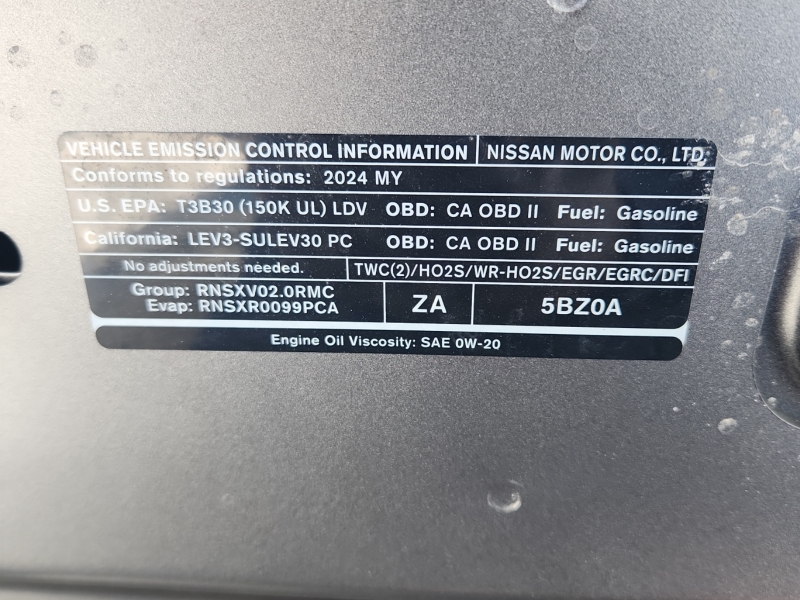 VEHICLE EMISSION CONTROL INFORMATION NISSAN MOTOR CO., LTD.
Conforms to regulations: 2024 MY
U.S. EPA: T3B30 (150K UL) LDV OBD: CA OBD II Fuel: Gasoline
California: LEV3-SULEV30 PC OBD: CA OBD II Fuel: Gasoline
No adjustments needed. TWC(2)/HO2S/WR-HO2S/EGR/EGRC/DFI
Group: RNSXV02.0RMC
Evap: RNSXR0099PCA
ZA
5BZ0A
Engine Oil Viscosity: SAE 0W-20